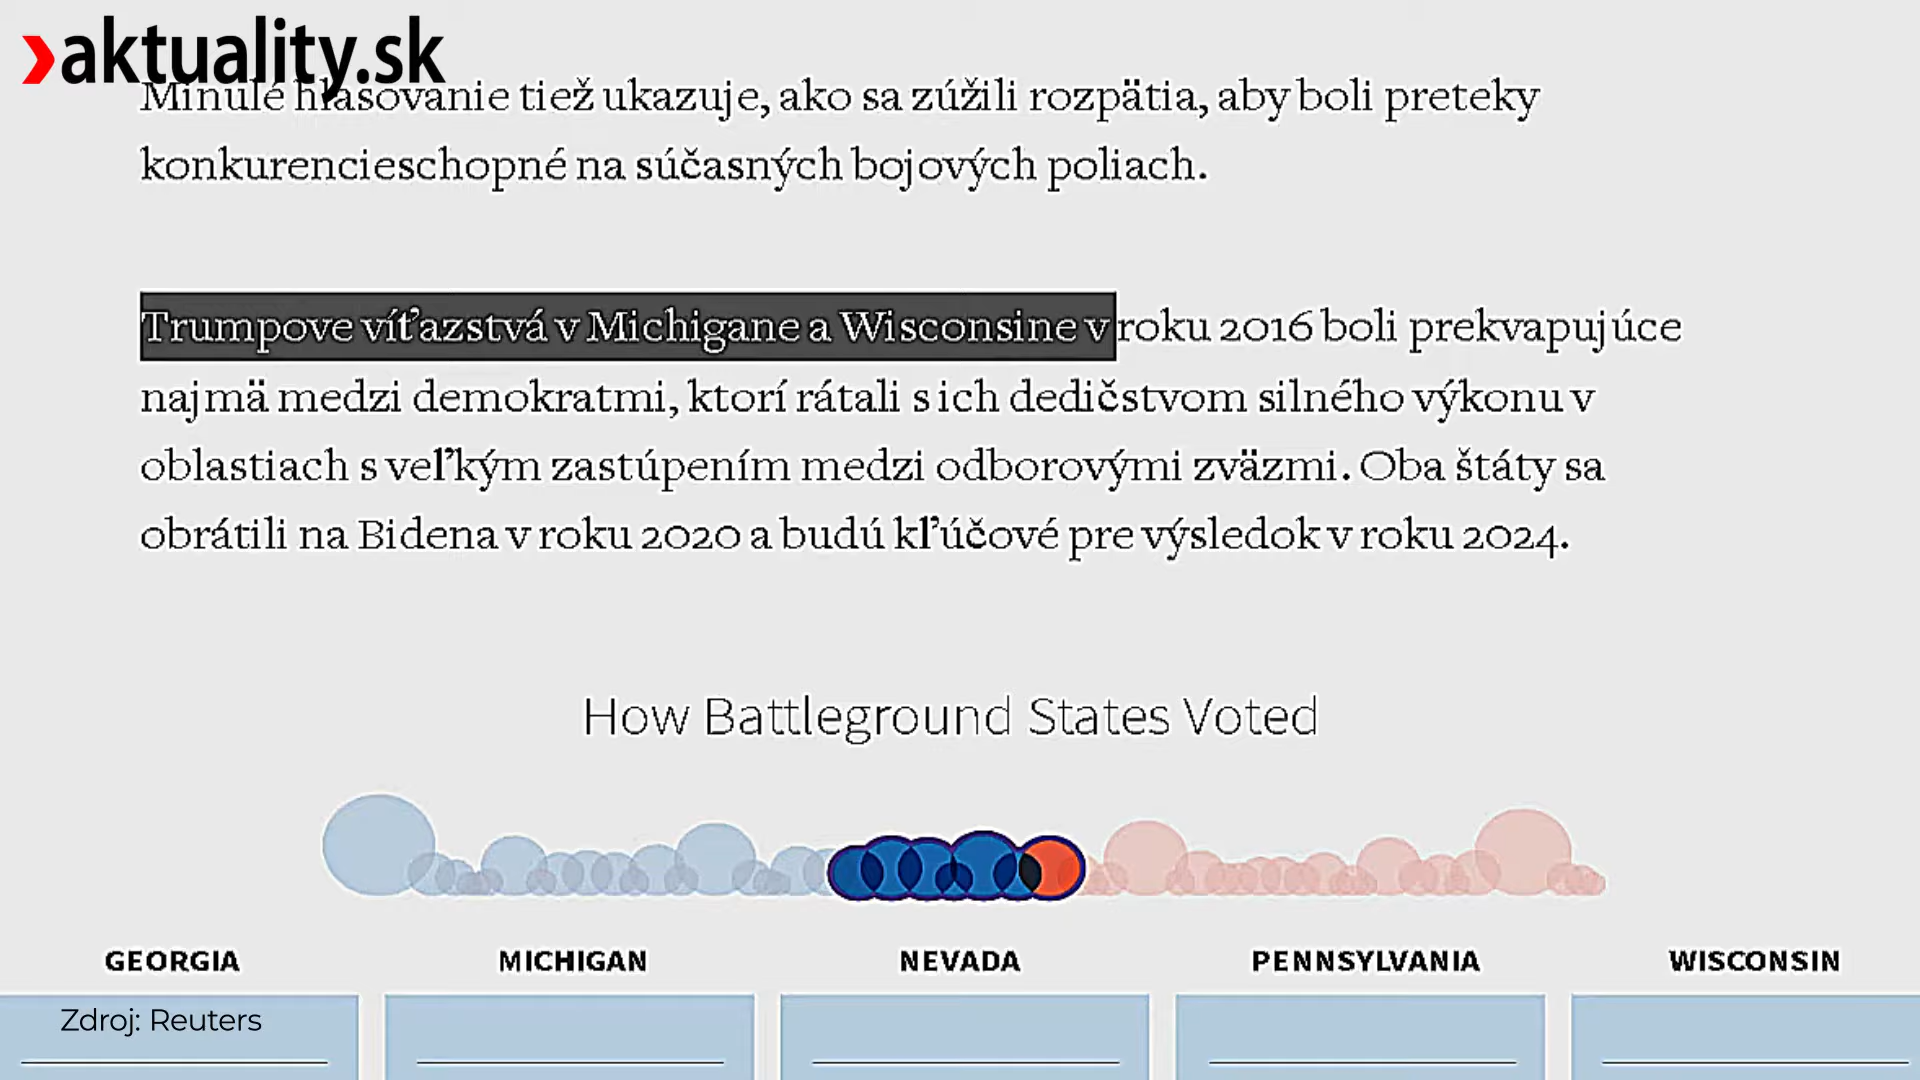 aktuality.sk
Minulé hlasovanie tiež ukazuje, ako sa zúžili rozpätia, aby boli preteky
konkurencieschopné na súčasných bojových poliach.
Trumpove víťazstvá v Michigane a Wisconsine v roku 2016 boli prekvapujúce
najmä medzi demokratmi, ktorí rátali s ich dedičstvom silného výkonu v
oblastiach s veľkým zastúpením medzi odborovými zväzmi. Oba štáty sa
obrátili na Bidena v roku 2020 a budú kľúčové pre výsledok v roku 2024.
How Battleground States Voted
GEORGIA MICHIGAN NEVADA PENNSYLVANIA WISCONSIN
Zdroj: Reuters